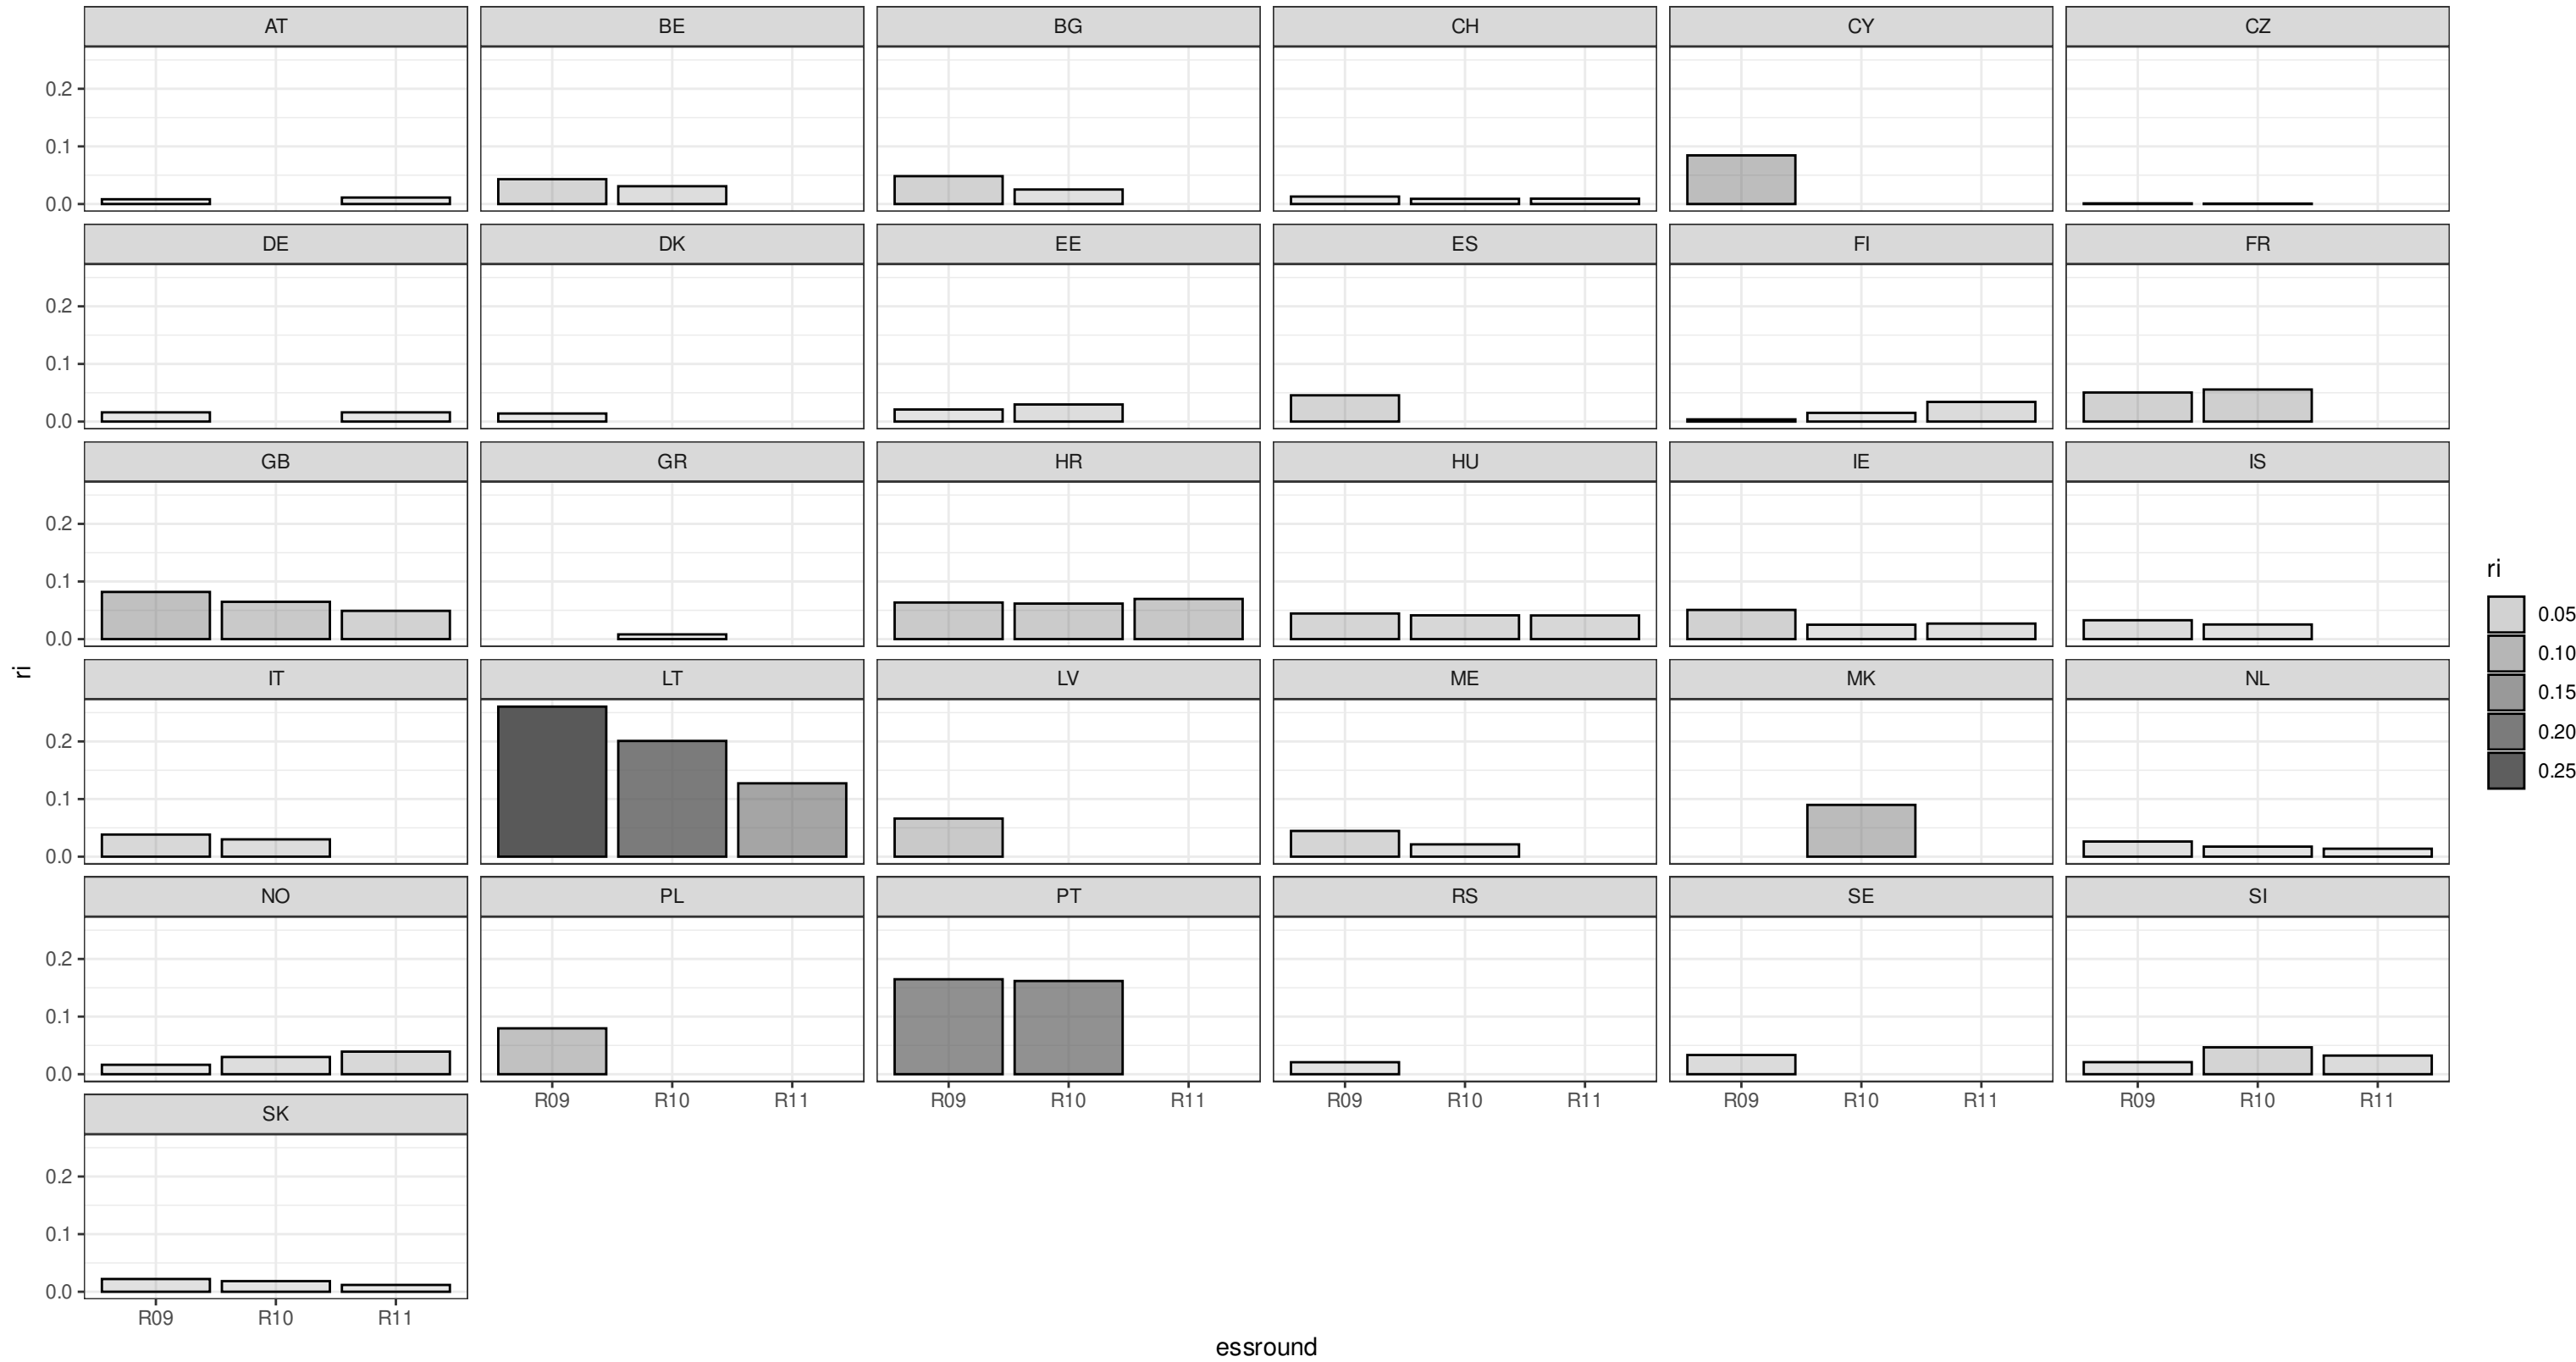 AT BE BG CH CY CZ
0.2
0.1
0.0
DE DK EE ES FI FR
0.2
0.1
0.0
GB GR HR HU IE IS
0.2
0.1
0.0
ri
0.05
0.10
0.15
0.20
0.25
ri
IT LT LV ME MK NL
0.2
0.1
0.0
NO PL PT RS SE SI
0.2
0.1
0.0
R09 R10 R11 R09 R10 R11 R09 R10 R11 R09 R10 R11 R09 R10 R11
SK
0.2
0.1
0.0
R09 R10 R11
essround